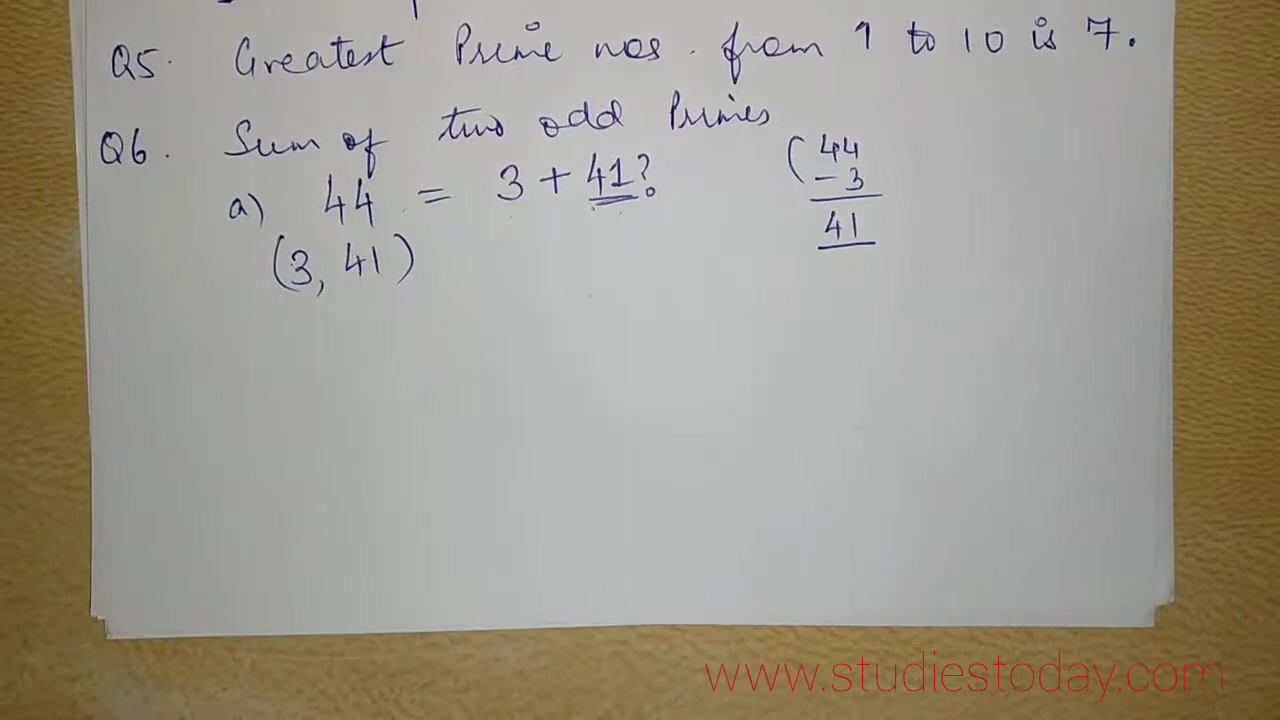 Q5. Greatest Prime nos. from 1 to 10 is 7.
Q6. Sum of two odd Primes
a) 44 = 3 + 41?
(44
- 3
41
(3, 41)
www.studiestoday.com